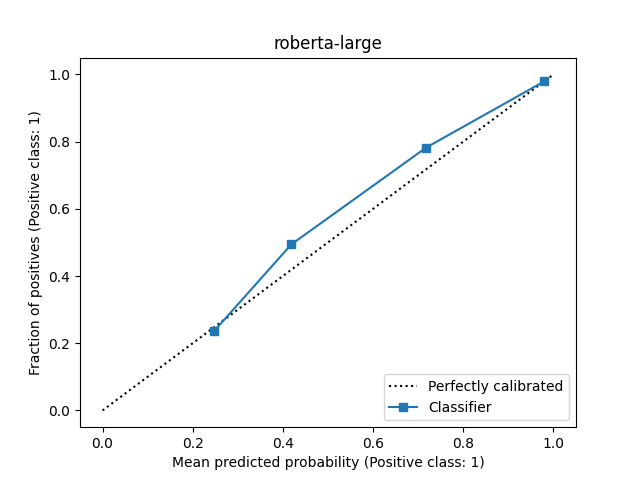 roberta-large
1.0
0.8
0.6
0.4
0.2
0.0
Fraction of positives (Positive class: 1)
Perfectly calibrated
Classifier
0.0 0.2 0.4 0.6 0.8 1.0
Mean predicted probability (Positive class: 1)